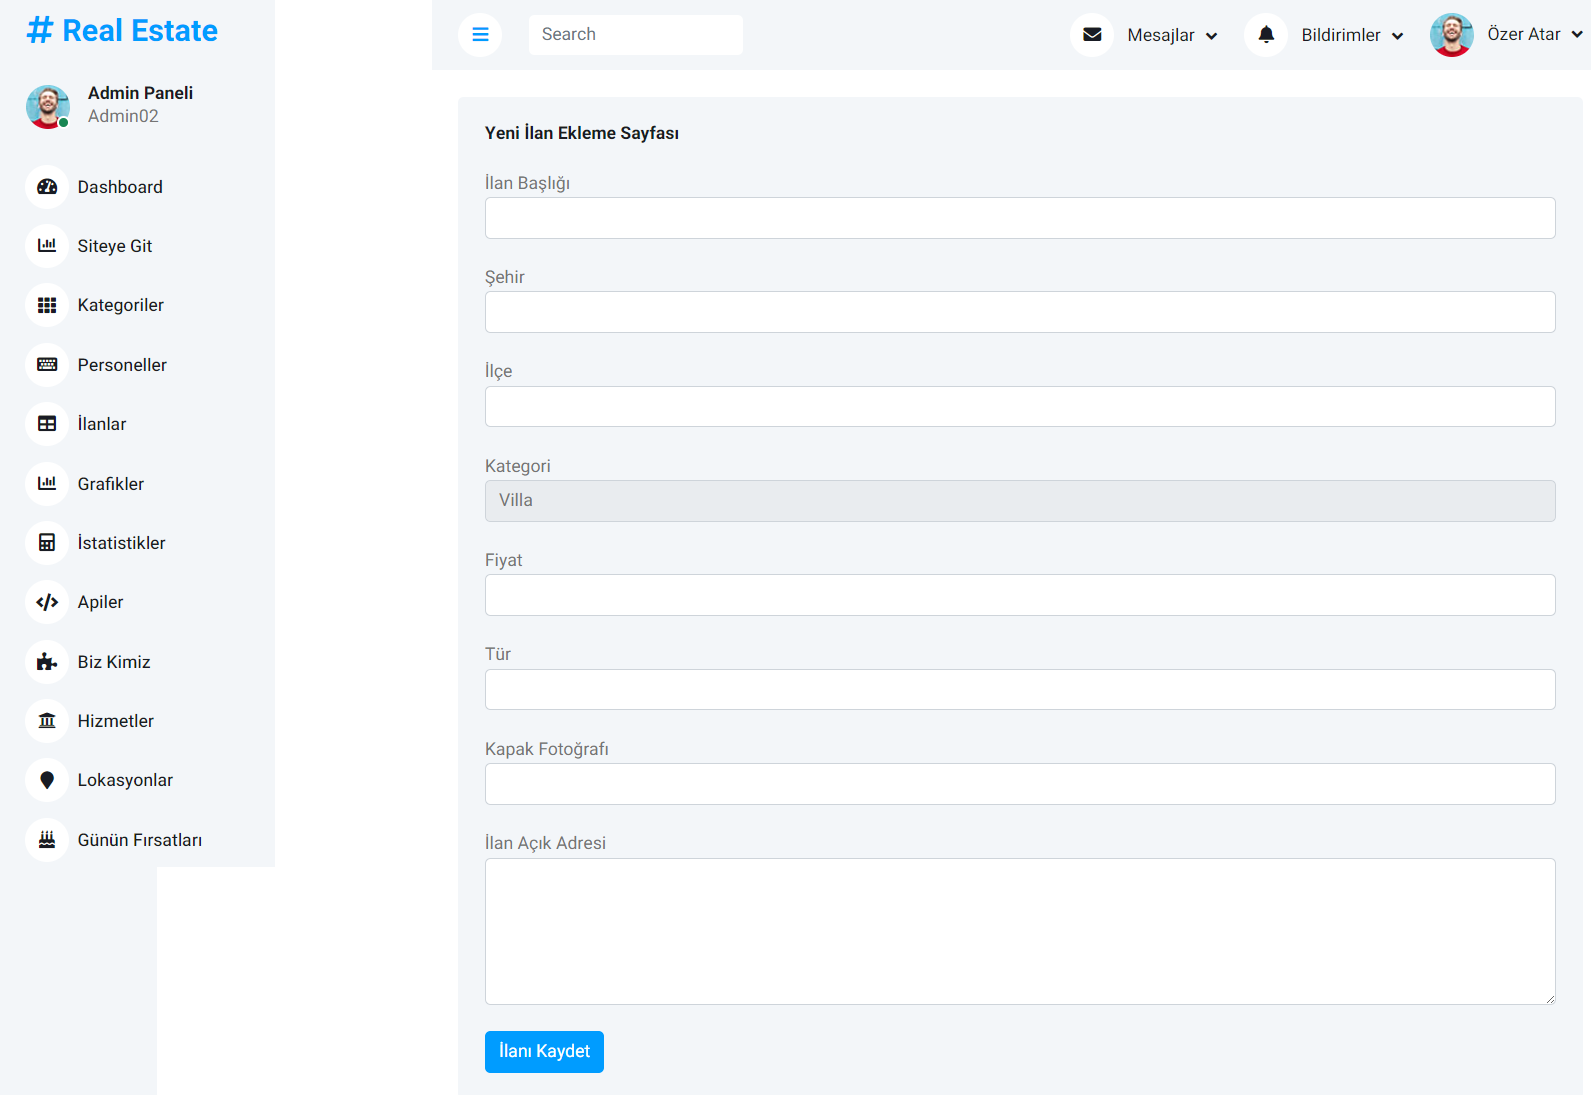 # Real Estate
Admin Paneli
Admin02
Dashboard
Siteye Git
Kategoriler
Personeller
İlanlar
Grafikler
İstatistikler
Apiler
Biz Kimiz
Hizmetler
Lokasyonlar
Günün Fırsatları
Search
Mesajlar
Bildirimler
Özer Atar
Yeni İlan Ekleme Sayfası
İlan Başlığı
Şehir
İlçe
Kategori
Villa
Fiyat
Tür
Kapak Fotoğrafı
İlan Açık Adresi
İlanı Kaydet